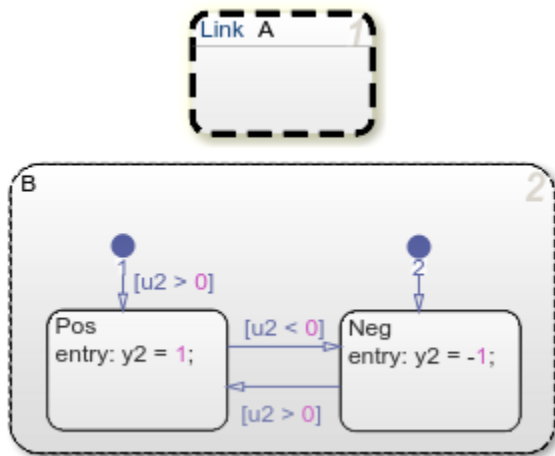 Link A 1
B 2
1 2
[u2 > 0]
Pos
entry: y2 = 1;
[u2 < 0]
Neg
entry: y2 = -1;
[u2 > 0]